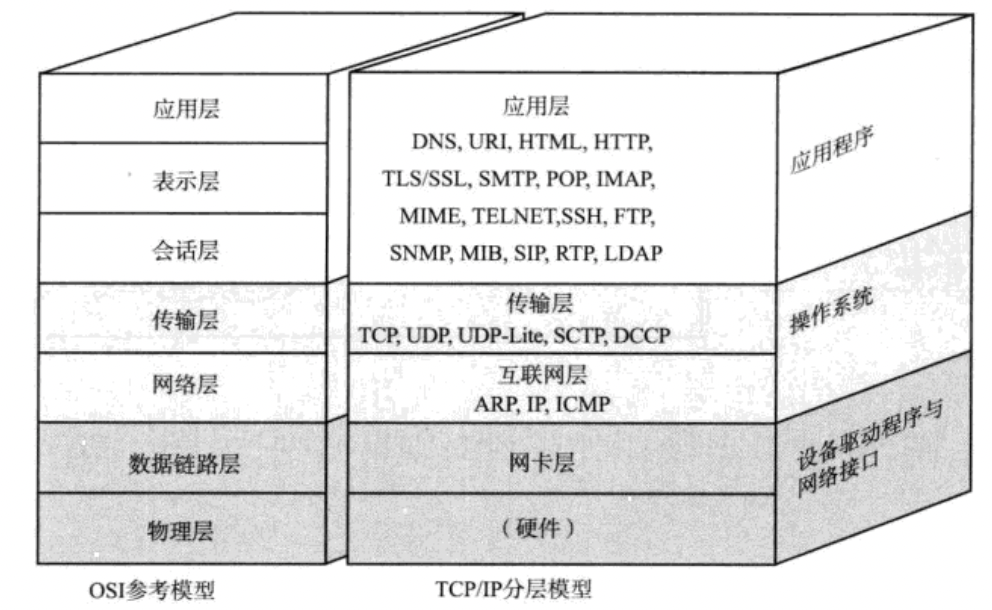 应用层
表示层
会话层
传输层
网络层
数据链路层
物理层
OSI参考模型
应用层
DNS, URI, HTML, HTTP,
TLS/SSL, SMTP, POP, IMAP,
MIME, TELNET,SSH, FTP,
SNMP, MIB, SIP, RTP, LDAP
传输层
TCP, UDP, UDP-Lite, SCTP, DCCP
互联网层
ARP, IP, ICMP
网卡层
（硬件）
TCP/IP分层模型
应用程序
操作系统
设备驱动程序与
网络接口